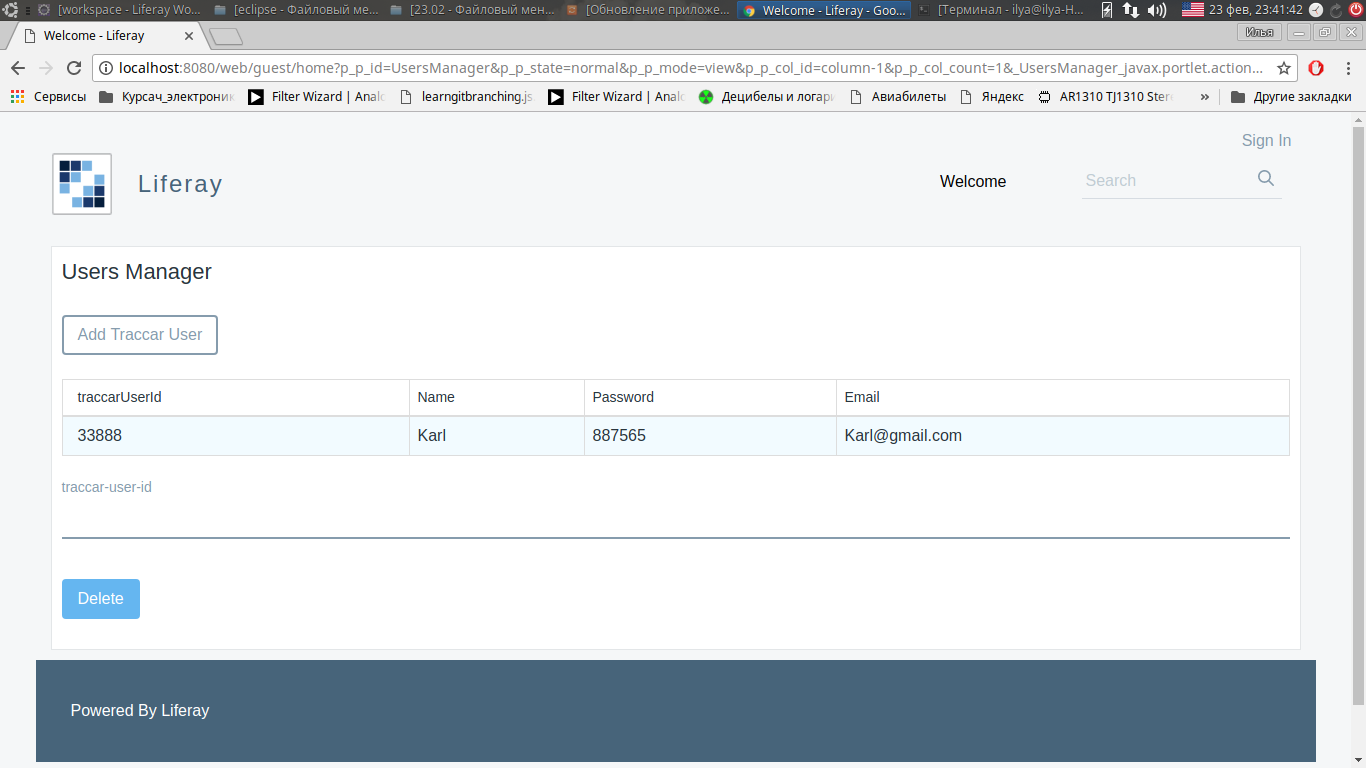 [workspace - Liferay Wo... [eclipse - Файловый ме... [23.02 - Файловый мен... [Обновление приложе... Welcome - Liferay - Goo... [Терминал - ilya@ilya-H... 23 фев, 23:41:42
Welcome - Liferay Илья
localhost:8080/web/guest/home?p_p_id=UsersManager&p_p_state=normal&p_p_mode=view&p_p_col_id=column-1&p_p_col_count=1&_UsersManager_javax.portlet.action...
Сервисы Курсач_электроник Filter Wizard | Analo learngitbranching.js Filter Wizard | Analo Децибелы и логари Авиабилеты Яндекс AR1310 TJ1310 Ster » Другие закладки
Sign In
Liferay Welcome Search
Users Manager
Add Traccar User
traccarUserId Name Password Email
33888 Karl 887565 Karl@gmail.com
traccar-user-id
Delete
Powered By Liferay